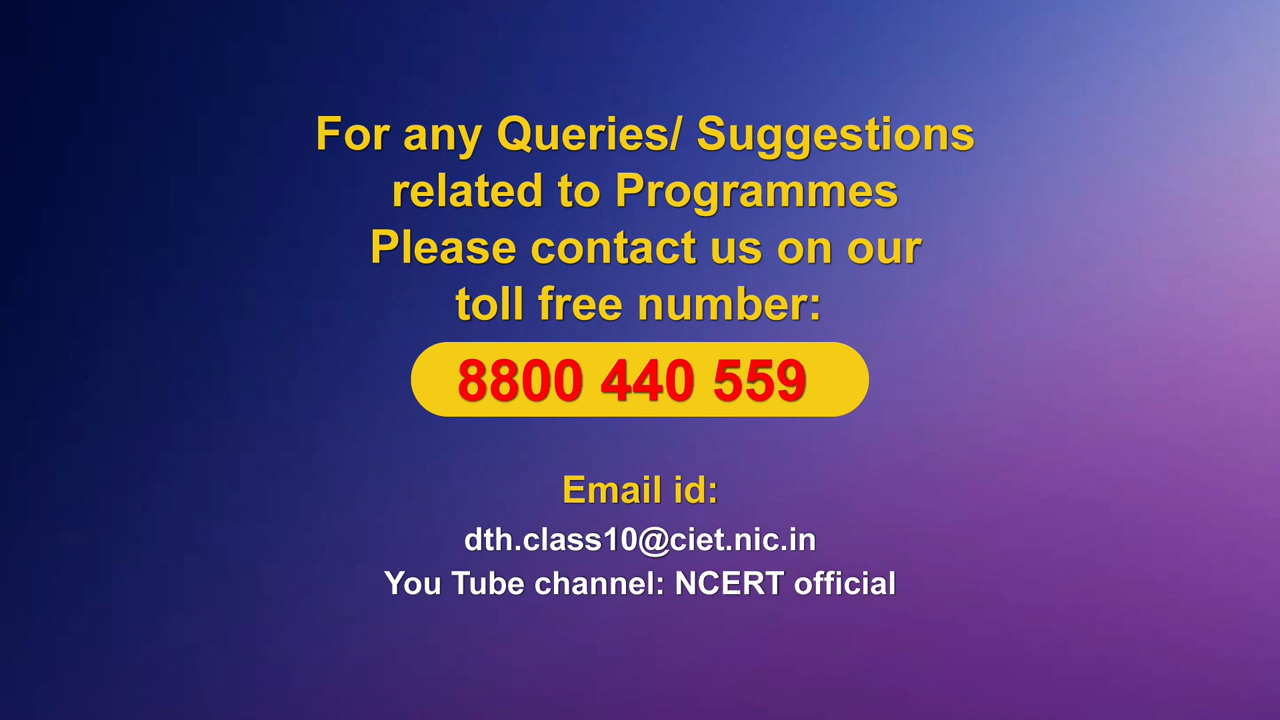 For any Queries/ Suggestions
related to Programmes
Please contact us on our
toll free number:
8800 440 559
Email id:
dth.class10@ciet.nic.in
You Tube channel: NCERT official